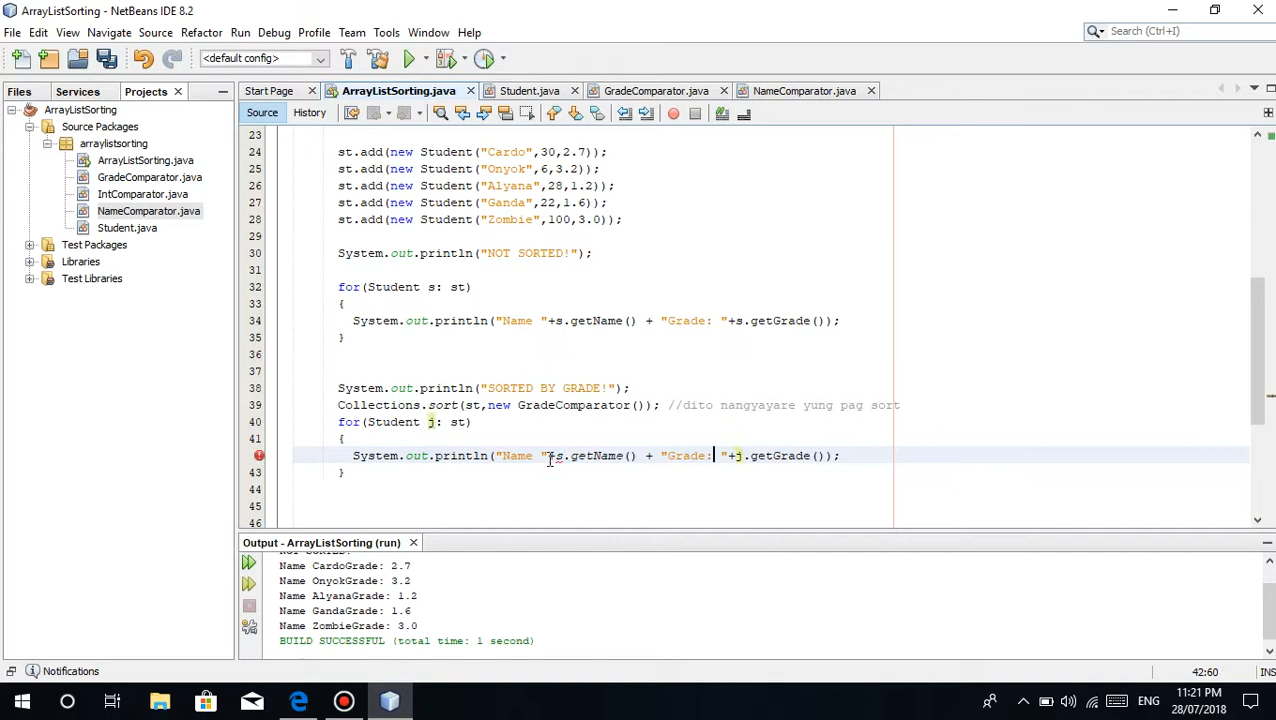 ArrayListSorting - NetBeans IDE 8.2
File Edit View Navigate Source Refactor Run Debug Profile Team Tools Window Help
Search (Ctrl+I)
<default config>
Files Projects
Start Page ArrayListSorting.java Student.java GradeComparator.java NameComparator.java
Source History
ArrayListSorting
Source Packages
arraylistsorting
ArrayListSorting.java
GradeComparator.java
IntComparator.java
NameComparator.java
Student.java
Test Packages
Libraries
Test Libraries
23
24 st.add(new Student("Cardo",30,2.7));
25 st.add(new Student("Onyok",6,3.2));
26 st.add(new Student("Alyana",28,1.2));
27 st.add(new Student("Ganda",22,1.6));
28 st.add(new Student("Zombie",100,3.0));
29
30 System.out.println("NOT SORTED!");
31
32 for(Student s: st)
33 {
34 System.out.println("Name "+s.getName() + "Grade: "+s.getGrade());
35 }
36
37
38 System.out.println("SORTED BY GRADE!");
39 Collections.sort(st,new GradeComparator()); //dito nangyayare yung pag sort
40 for(Student j: st)
41 {
System.out.println("Name "+s.getName() + "Grade: "+j.getGrade());
43 }
44
45
46
Output - ArrayListSorting (run)
NOT SORTED!
Name CardoGrade: 2.7
Name OnyokGrade: 3.2
Name AlyanaGrade: 1.2
Name GandaGrade: 1.6
Name ZombieGrade: 3.0
BUILD SUCCESSFUL (total time: 1 second)
Notifications
42:60
INS
ENG
11:21 PM
28/07/2018